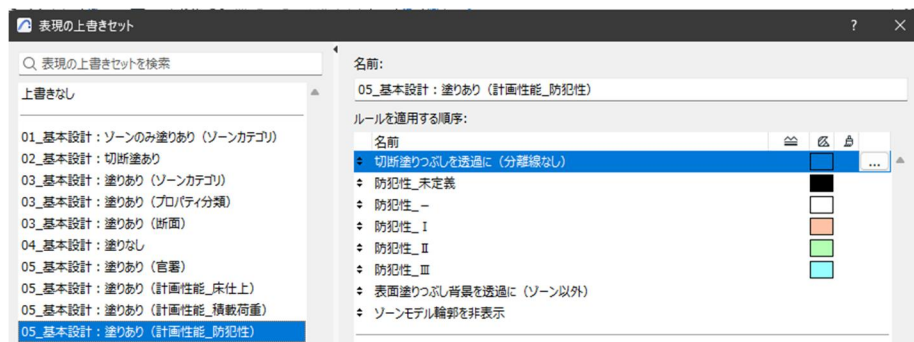 表現の上書きセット
表現の上書きセットを検索
上書きなし
01_基本設計：ゾーンのみ塗りあり（ゾーンカテゴリ）
02_基本設計：切断塗あり
03_基本設計：塗りあり（ゾーンカテゴリ）
03_基本設計：塗りあり（プロパティ分類）
03_基本設計：塗りあり（断面）
04_基本設計：塗りなし
05_基本設計：塗りあり（官署）
05_基本設計：塗りあり（計画性能_床仕上）
05_基本設計：塗りあり（計画性能_積載荷重）
05_基本設計：塗りあり（計画性能_防犯性）
名前:
05_基本設計：塗りあり（計画性能_防犯性）
ルールを適用する順序:
名前
切断塗りつぶしを透過に（分離線なし）
...
防犯性_未定義
防犯性_－
防犯性_Ⅰ
防犯性_Ⅱ
防犯性_Ⅲ
表面塗りつぶし背景を透過に（ゾーン以外）
ゾーンモデル輪郭を非表示